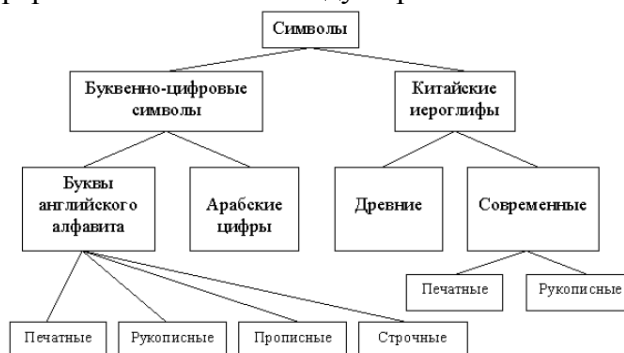 Символы
Буквенно-цифровые
символы
Китайские
иероглифы
Буквы
английского
алфавита
Арабские
цифры
Древние
Современные
Печатные
Рукописные
Печатные
Рукописные
Прописные
Строчные